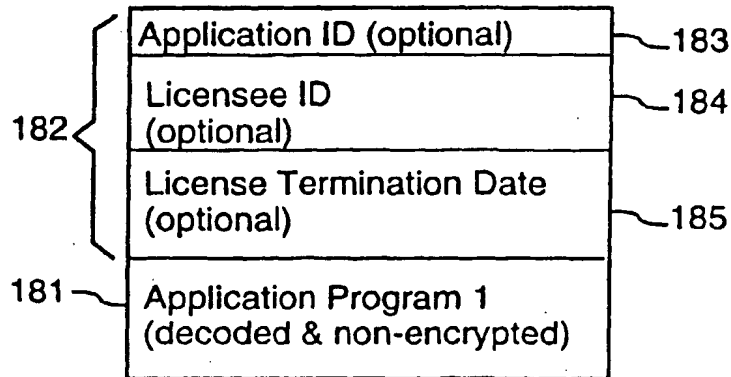 Application ID (optional)
183
Licensee ID
(optional)
184
182
License Termination Date
(optional)
185
181
Application Program 1
(decoded & non-encrypted)